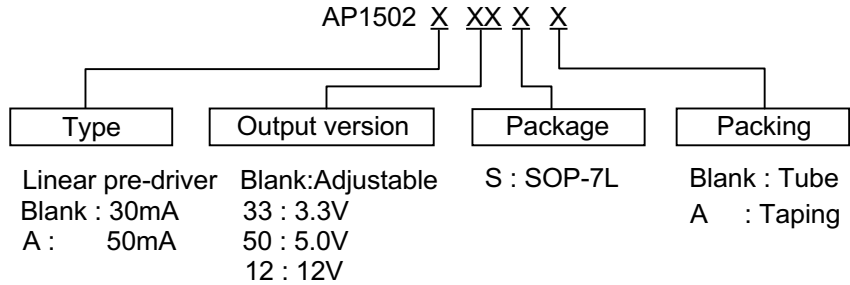 AP1502 X XX X X
Type
Output version
Package
Packing
Linear pre-driver
Blank : 30mA
A : 50mA
Blank:Adjustable
33 : 3.3V
50 : 5.0V
12 : 12V
S : SOP-7L
Blank : Tube
A : Taping